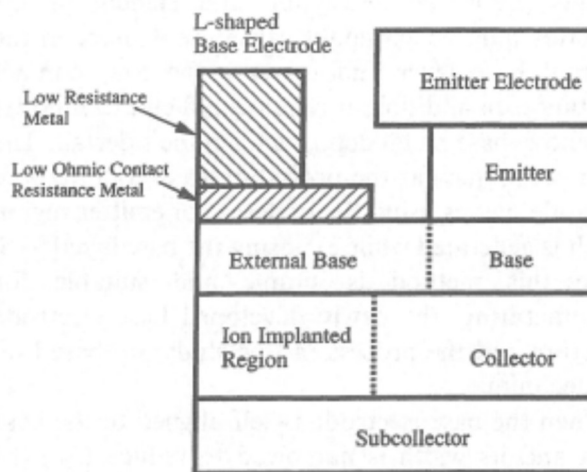 L-shaped
Base Electrode
Emitter Electrode
Low Resistance
Metal
Low Ohmic Contact
Resistance Metal
Emitter
External Base
Base
Ion Implanted
Region
Collector
Subcollector